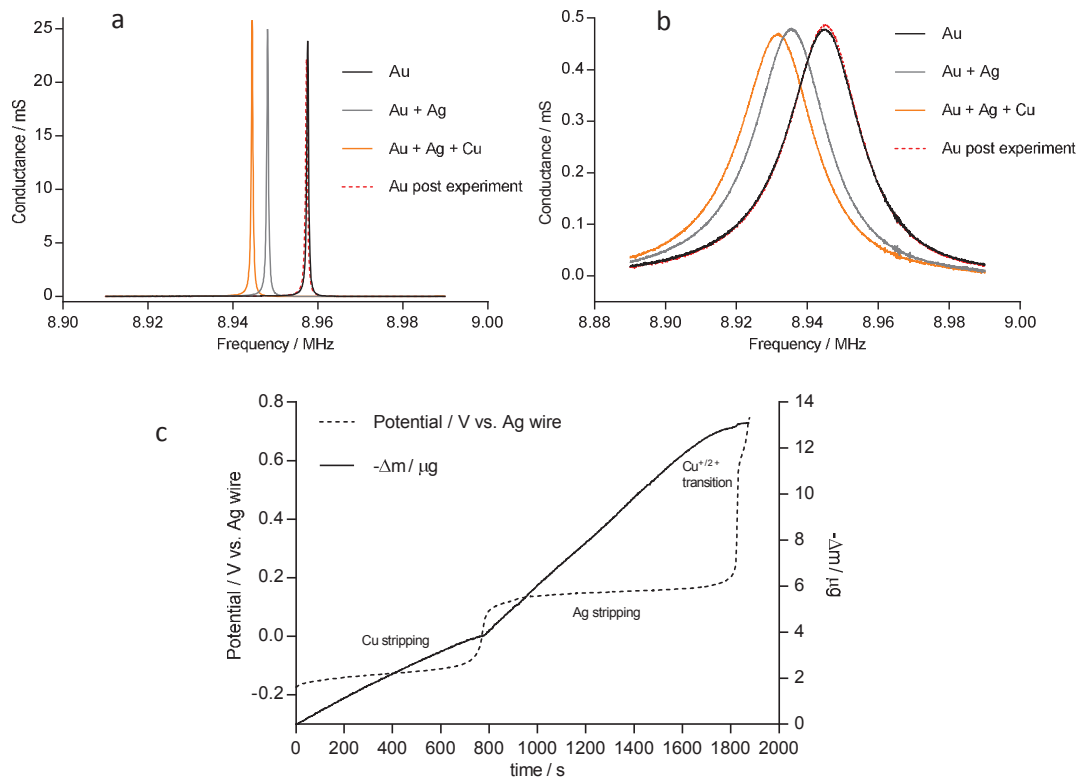 a
25
20
15
10
5
0
Conductance / mS
8.90 8.92 8.94 8.96 8.98 9.00
Frequency / MHz
Au
Au + Ag
Au + Ag + Cu
Au post experiment
b
0.5
0.4
0.3
0.2
0.1
0.0
Conductance / mS
8.88 8.90 8.92 8.94 8.96 8.98 9.00
Frequency / MHz
Au
Au + Ag
Au + Ag + Cu
Au post experiment
c
0.8
0.6
0.4
0.2
0.0
-0.2
Potential / V vs. Ag wire
Potential / V vs. Ag wire
-Δm / μg
Cu stripping
Ag stripping
Cu+/2+
transition
14
12
10
8
6
4
2
0
-Δm / μg
0 200 400 600 800 1000 1200 1400 1600 1800 2000
time / s